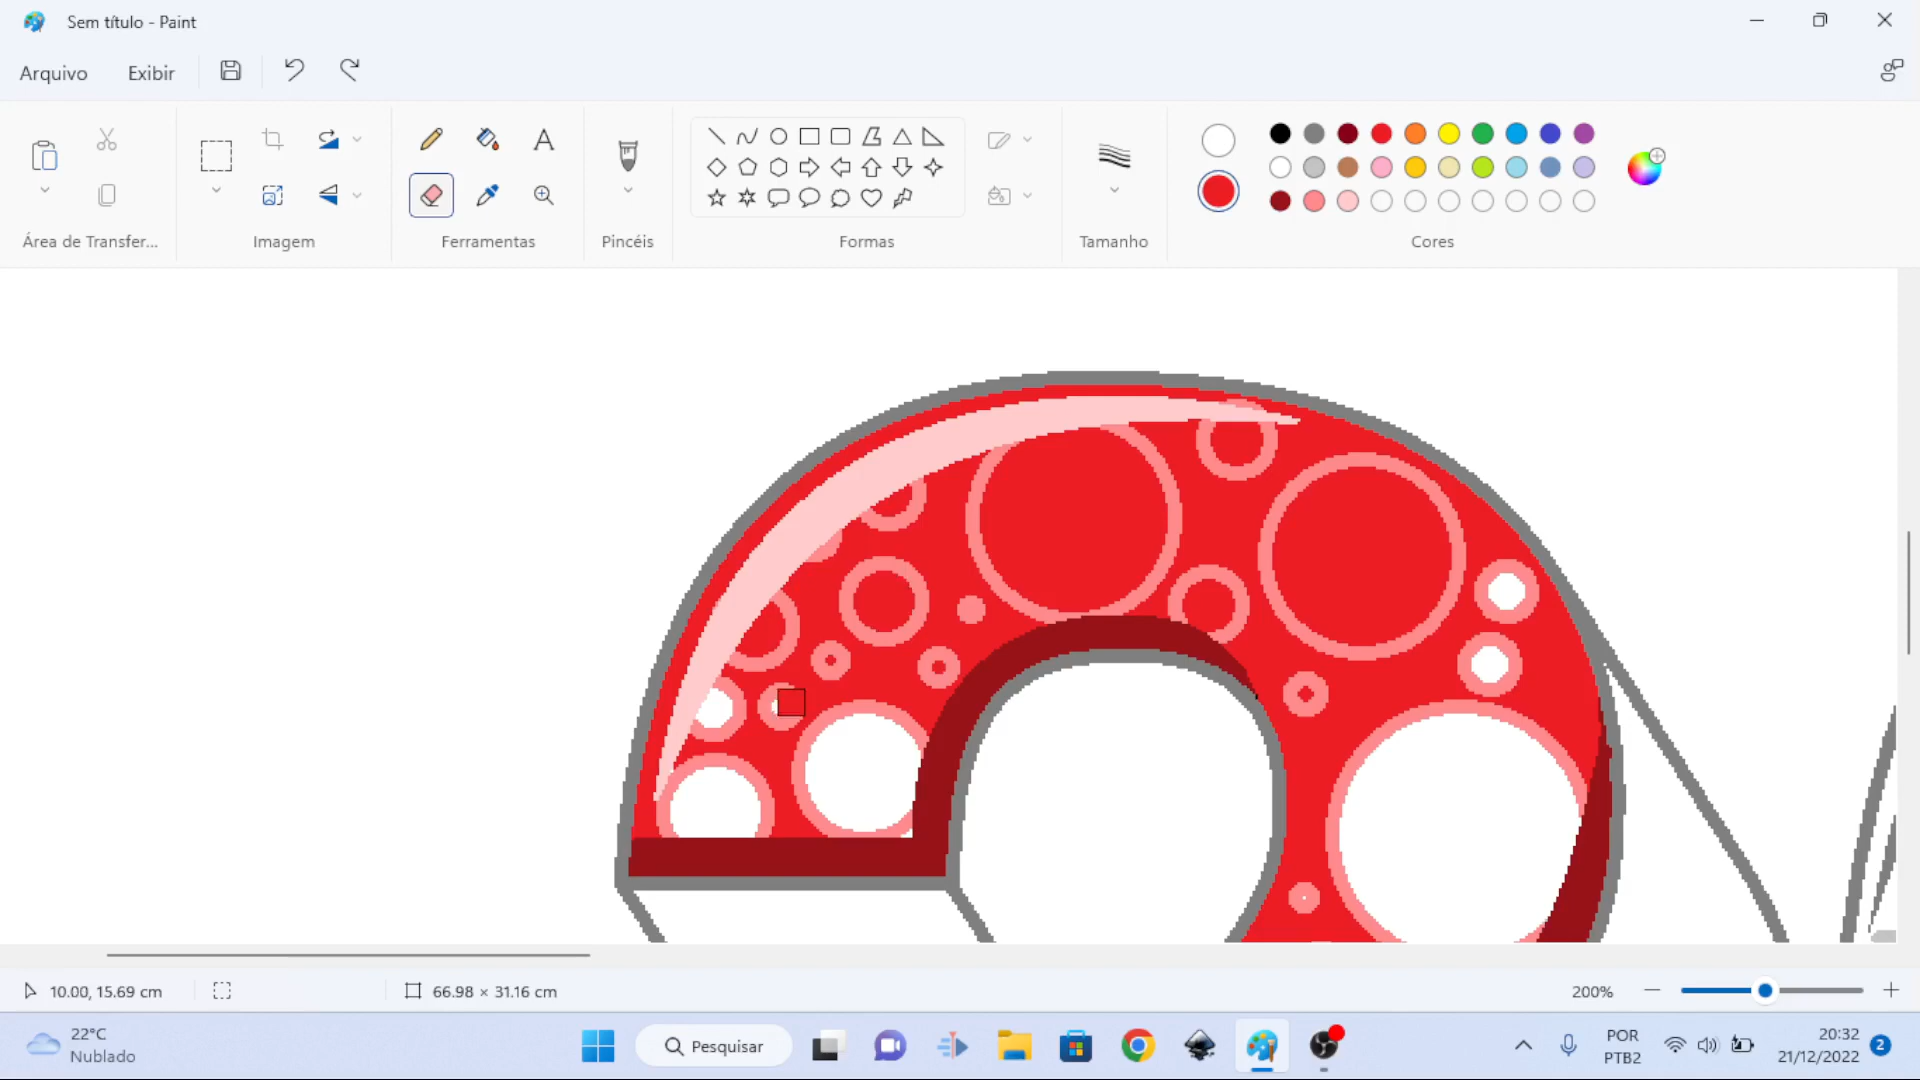 Sem título - Paint
Arquivo Exibir
A
Área de Transfer... Imagem Ferramentas Pincéis Formas Tamanho Cores
10.00, 15.69 cm 66.98 × 31.16 cm 200%
22°C
Nublado
Pesquisar
POR
PTB2
20:32
21/12/2022
2